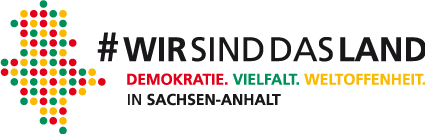 #WIRSINDDASLAND
DEMOKRATIE. VIELFALT. WELTOFFENHEIT.
IN SACHSEN-ANHALT